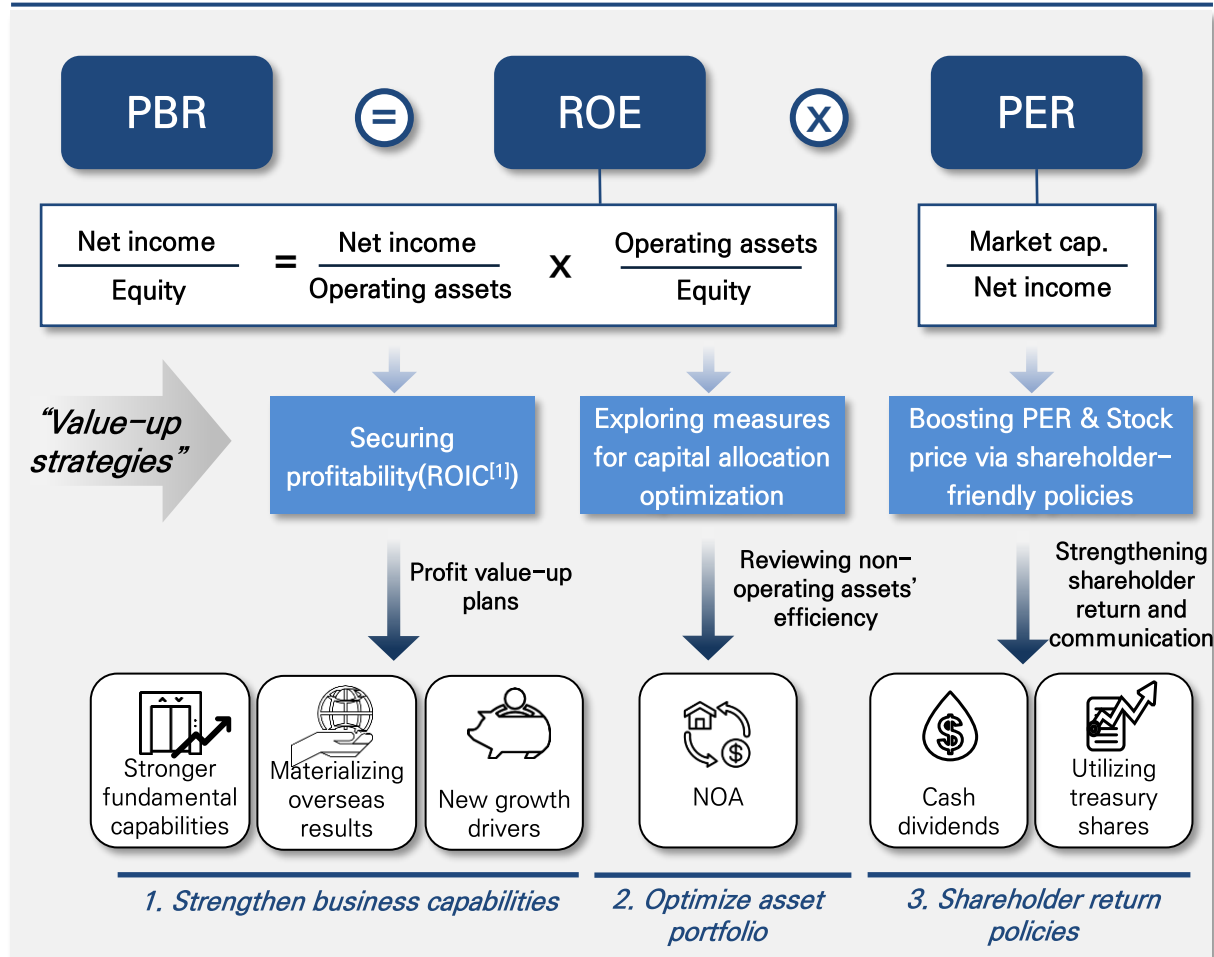 PBR
=
ROE
X
PER
Net income
Equity
=
Net income
Operating assets
X
Operating assets
Equity
Market cap.
Net income
“Value-up
strategies”
Securing
profitability(ROIC[1])
Exploring measures
for capital allocation
optimization
Boosting PER & Stock
price via shareholder-
friendly policies
Profit value-up
plans
Reviewing non-
operating assets’
efficiency
Strengthening
shareholder
return and
communication
Stronger
fundamental
capabilities
Materializing
overseas
results
New growth
drivers
$
NOA
$
Cash
dividends
Utilizing
treasury
shares
1. Strengthen business capabilities
2. Optimize asset
portfolio
3. Shareholder return
policies